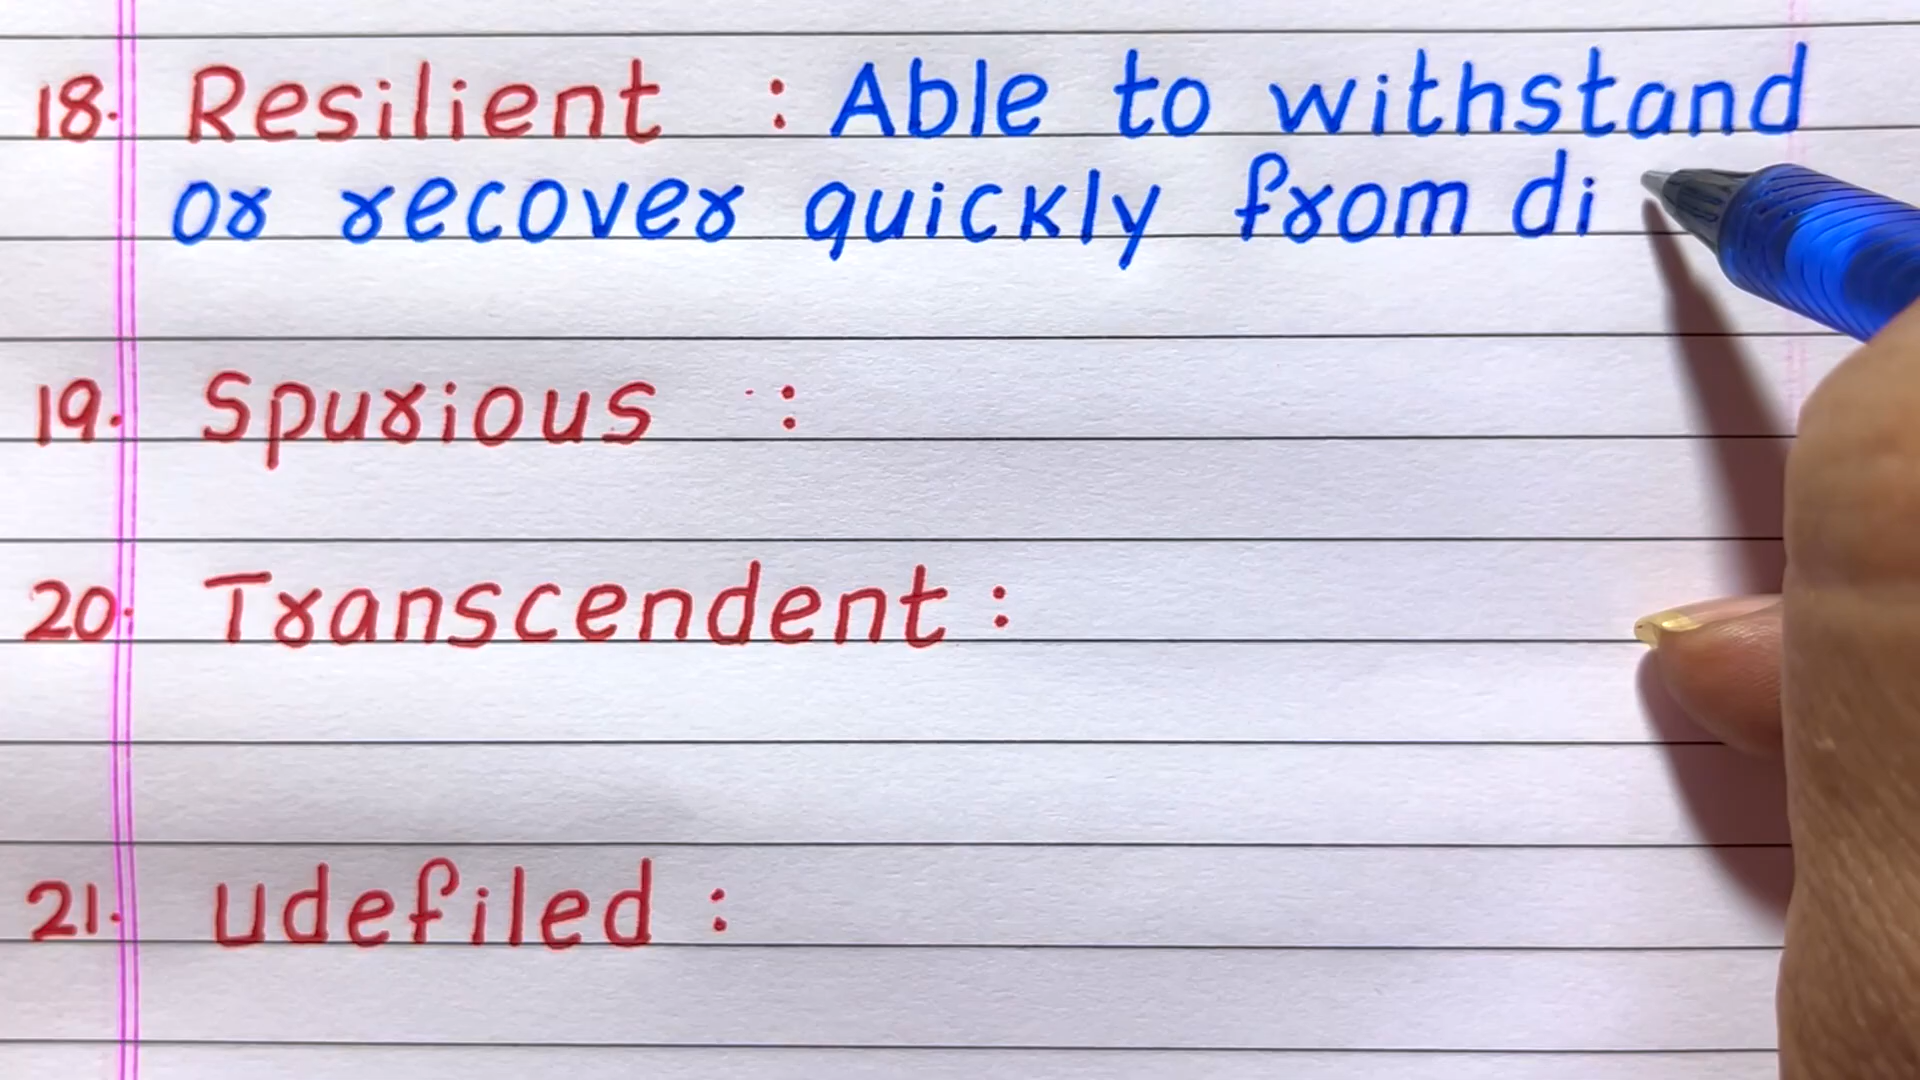 18. Resilient : Able to withstand
or recover quickly from di
19. Spurious :
20. Transcendent :
21. udefiled :